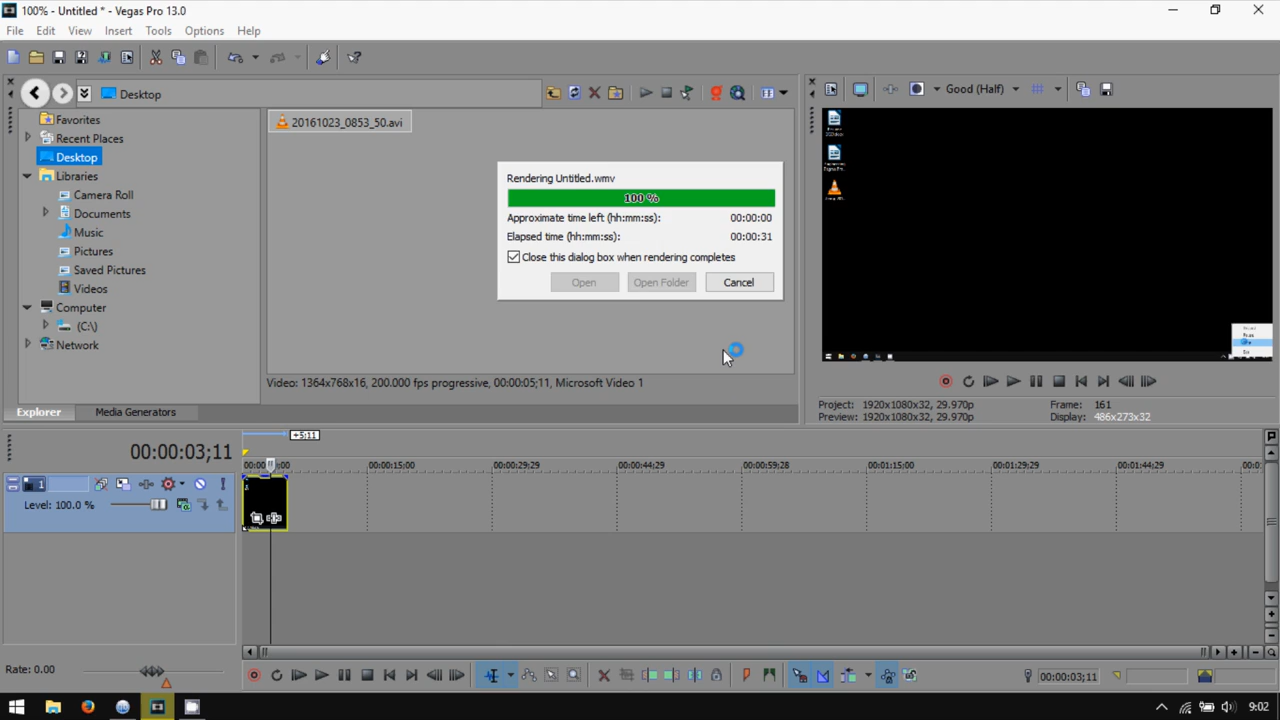 100% - Untitled * - Vegas Pro 13.0
File Edit View Insert Tools Options Help
Desktop
Good (Half)
Favorites
Recent Places
Desktop
Libraries
Camera Roll
Documents
Music
Pictures
Saved Pictures
Videos
Computer
(C:\)
Network
20161023_0853_50.avi
Rendering Untitled.wmv
100 %
Approximate time left (hh:mm:ss): 00:00:00
Elapsed time (hh:mm:ss): 00:00:31
Close this dialog box when rendering completes
Open Open Folder Cancel
Video: 1364x768x16, 200.000 fps progressive, 00:00:05;11, Microsoft Video 1
Explorer Media Generators
Project: 1920x1080x32, 29.970p Frame: 161
Preview: 1920x1080x32, 29.970p Display: 486x273x32
+5;11
00:00:03;11
00:00:15;00 00:00:29;29 00:00:44;29 00:00:59;28 00:01:15;00 00:01:29;29 00:01:44;29
1
Level: 100.0 %
Rate: 0.00
00:00:03;11
9:02